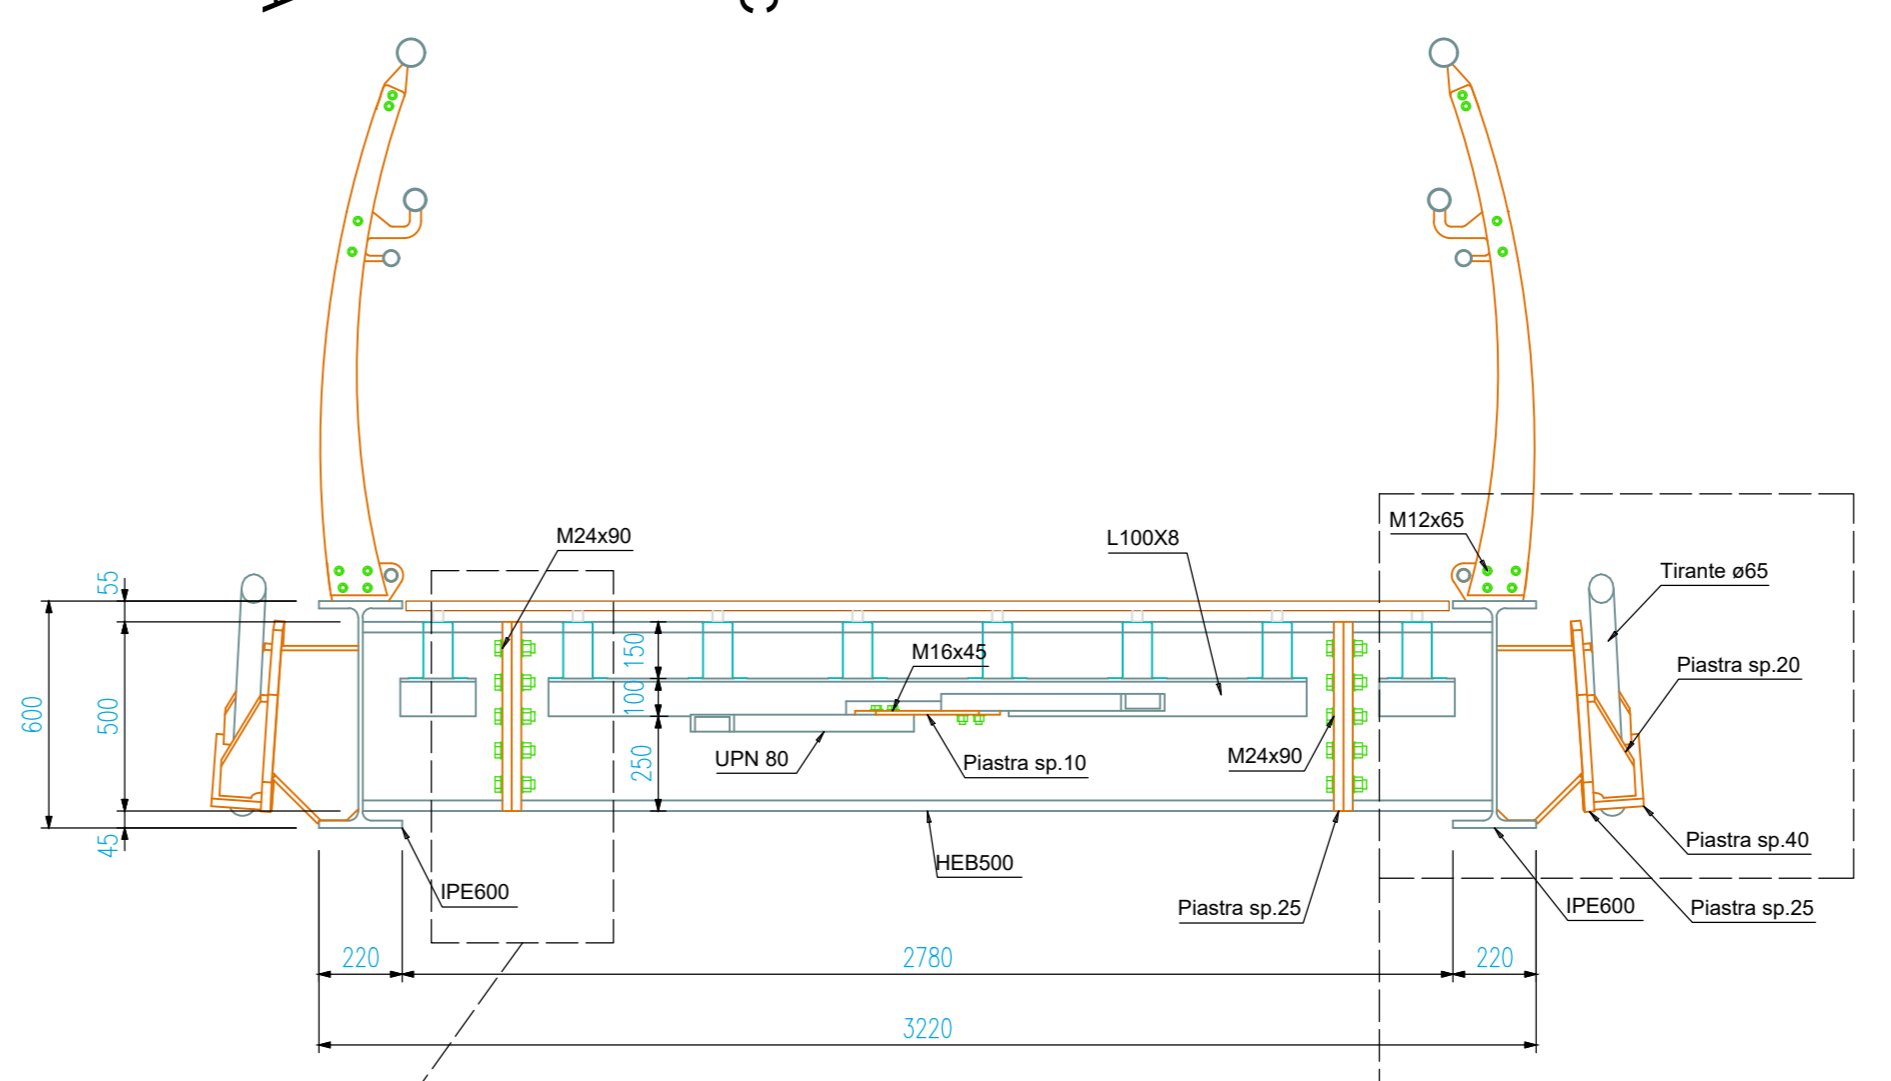 M12x65
M24x90
L100X8
Tirante ø65
55
150
M16x45
Piastra sp.20
600
500
100
250
UPN 80
Piastra sp.10
M24x90
45
Piastra sp.40
HEB500
IPE600
Piastra sp.25
IPE600
Piastra sp.25
220
2780
220
3220